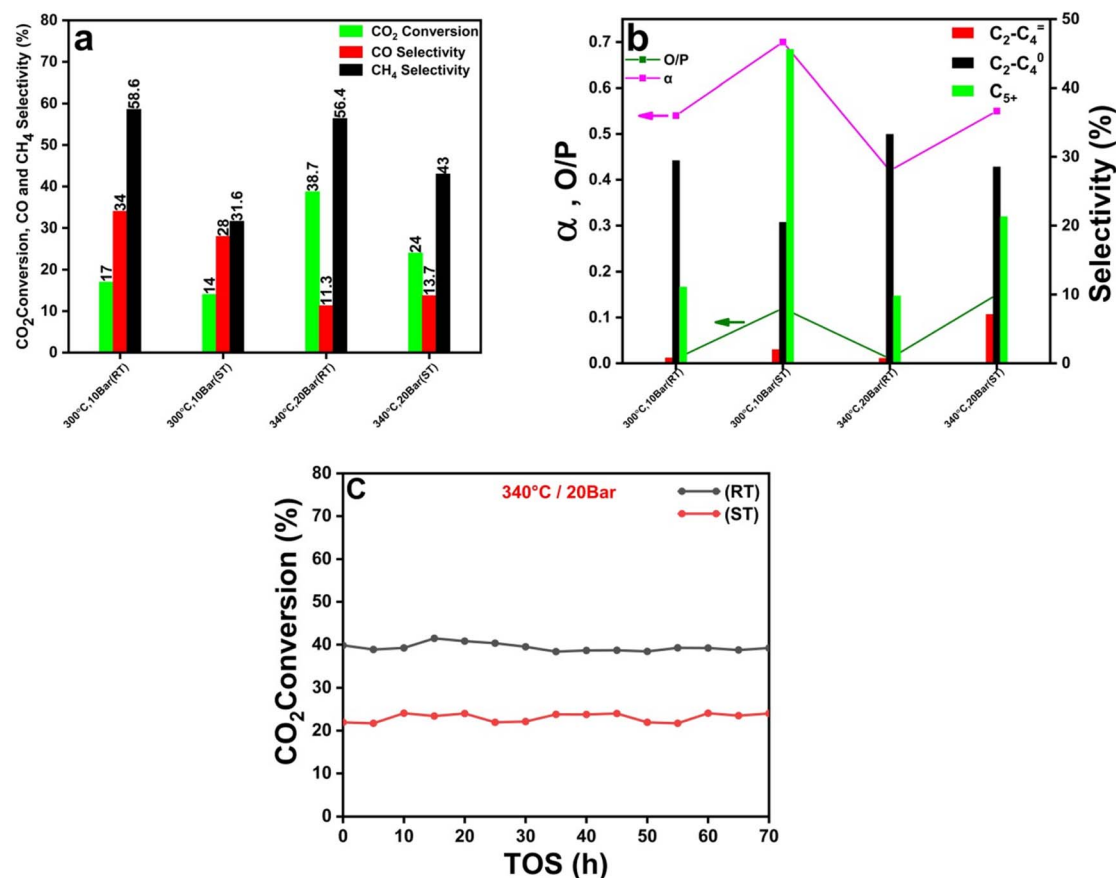 a
CO₂ Conversion
CO Selectivity
CH₄ Selectivity
CO₂Conversion, CO and CH₄ Selectivity (%)
80
70
60
50
40
30
20
10
0
17
34
58.6
14
28
31.6
38.7
11.3
56.4
24
13.7
43
300°C,10Bar(RT)
300°C,10Bar(ST)
340°C,20Bar(RT)
340°C,20Bar(ST)
b
O/P
α
C₂-C₄⁼
C₂-C₄⁰
C₅₊
α , O/P
0.7
0.6
0.5
0.4
0.3
0.2
0.1
0.0
Selectivity (%)
50
40
30
20
10
0
300°C,10Bar(RT)
300°C,10Bar(ST)
340°C,20Bar(RT)
340°C,20Bar(ST)
C
340°C / 20Bar
(RT)
(ST)
CO₂Conversion (%)
80
70
60
50
40
30
20
10
0
0 10 20 30 40 50 60 70
TOS (h)